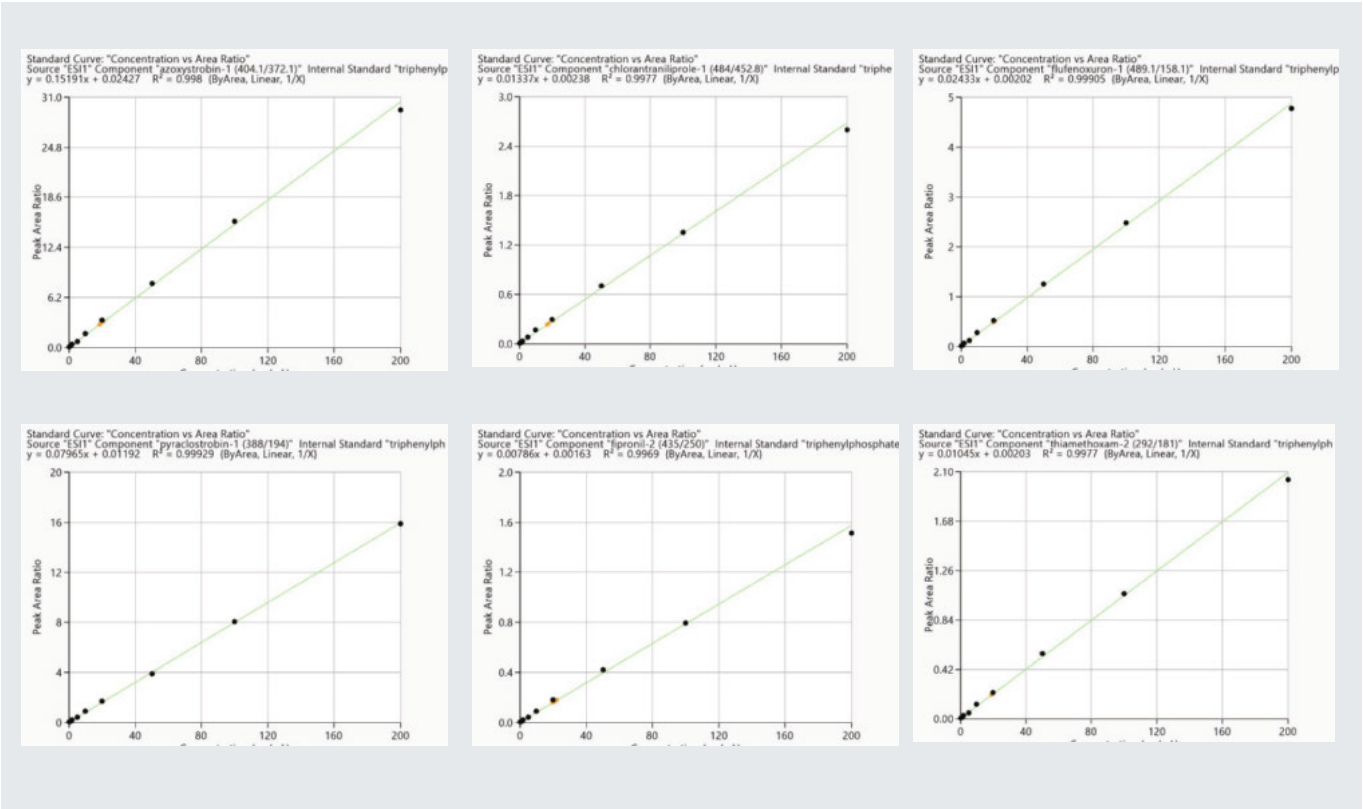 Standard Curve: "Concentration vs Area Ratio"
Source "ESI1" Component "azoxystrobin-1 (404.1/372.1)" Internal Standard "triphenylp
y = 0.15191x + 0.02427 R² = 0.998 (ByArea, Linear, 1/X)
31.0
24.8
18.6
12.4
6.2
0.0
Peak Area Ratio
0 40 80 120 160 200
Standard Curve: "Concentration vs Area Ratio"
Source "ESI1" Component "chlorantraniliprole-1 (484/452.8)" Internal Standard "triphe
y = 0.01337x + 0.00238 R² = 0.9977 (ByArea, Linear, 1/X)
3.0
2.4
1.8
1.2
0.6
0.0
Peak Area Ratio
0 40 80 120 160 200
Standard Curve: "Concentration vs Area Ratio"
Source "ESI1" Component "flufenoxuron-1 (489.1/158.1)" Internal Standard "triphenylp
y = 0.02433x + 0.00202 R² = 0.99905 (ByArea, Linear, 1/X)
5
4
3
2
1
0
Peak Area Ratio
0 40 80 120 160 200
Standard Curve: "Concentration vs Area Ratio"
Source "ESI1" Component "pyraclostrobin-1 (388/194)" Internal Standard "triphenylph
y = 0.07965x + 0.01192 R² = 0.99929 (ByArea, Linear, 1/X)
20
16
12
8
4
0
Peak Area Ratio
0 40 80 120 160 200
Standard Curve: "Concentration vs Area Ratio"
Source "ESI1" Component "fipronil-2 (435/250)" Internal Standard "triphenylphosphate
y = 0.00786x + 0.00163 R² = 0.9969 (ByArea, Linear, 1/X)
2.0
1.6
1.2
0.8
0.4
0.0
Peak Area Ratio
0 40 80 120 160 200
Standard Curve: "Concentration vs Area Ratio"
Source "ESI1" Component "thiamethoxam-2 (292/181)" Internal Standard "triphenylph
y = 0.01045x + 0.00203 R² = 0.9977 (ByArea, Linear, 1/X)
2.10
1.68
1.26
0.84
0.42
0.00
Peak Area Ratio
0 40 80 120 160 200